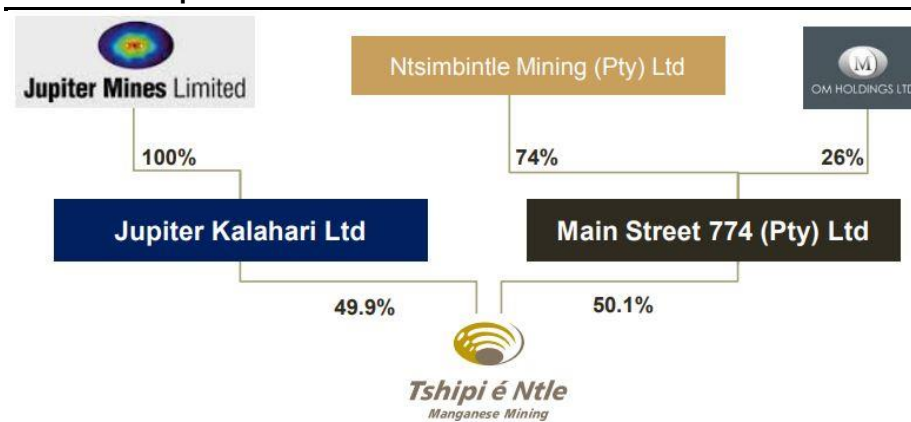 Jupiter Mines Limited
Ntsimbintle Mining (Pty) Ltd
M
OM HOLDINGS LTD
100%
74%
26%
Jupiter Kalahari Ltd
Main Street 774 (Pty) Ltd
49.9%
50.1%
Tshipi é Ntle
Manganese Mining